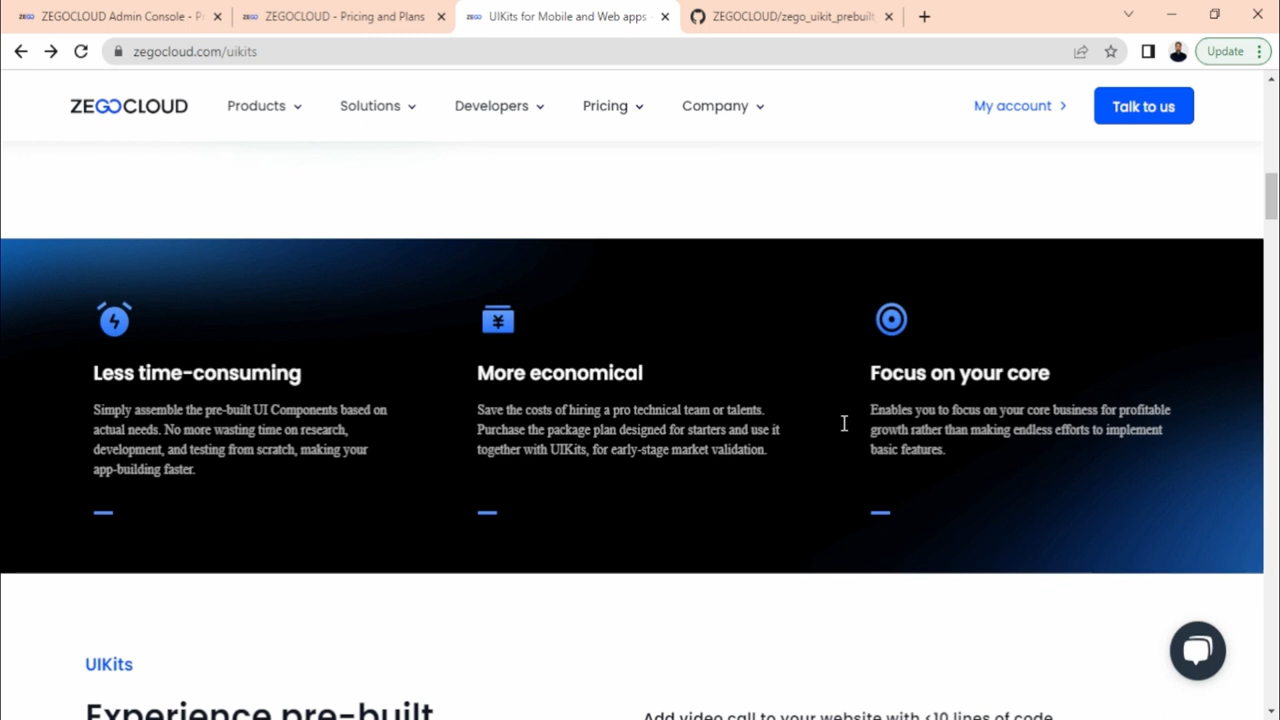 ZEGOCLOUD Admin Console - Pr
ZEGOCLOUD - Pricing and Plans
UIKits for Mobile and Web apps
ZEGOCLOUD/zego_uikit_prebuilt
zegocloud.com/uikits
Update
ZEGOCLOUD
Products
Solutions
Developers
Pricing
Company
My account
Talk to us
Less time-consuming
Simply assemble the pre-built UI Components based on
actual needs. No more wasting time on research,
development, and testing from scratch, making your
app-building faster.
More economical
Save the costs of hiring a pro technical team or talents.
Purchase the package plan designed for starters and use it
together with UIKits, for early-stage market validation.
Focus on your core
Enables you to focus on your core business for profitable
growth rather than making endless efforts to implement
basic features.
UIKits
Experience pre-built
Add video call to your website with <10 lines of code